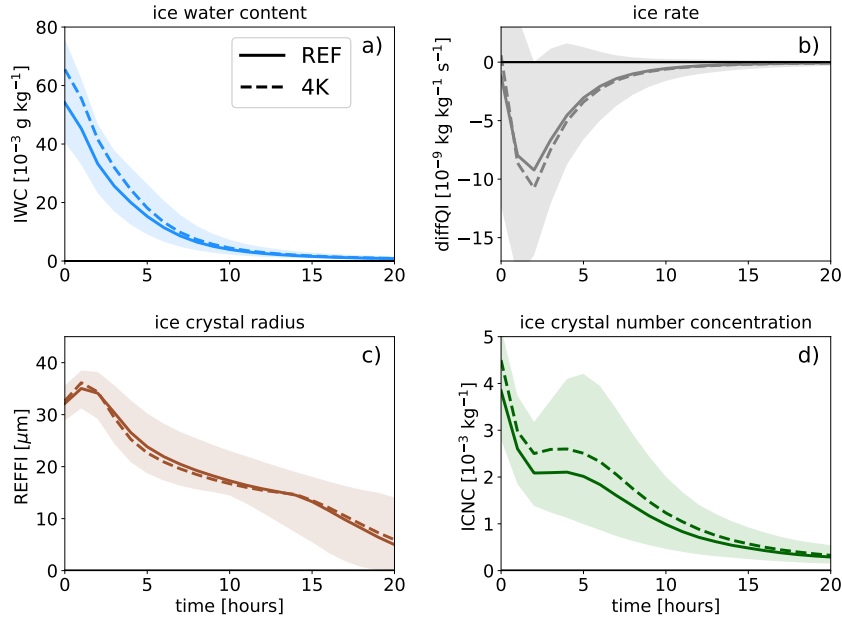 ice water content
a)
REF
4K
IWC [10⁻³ g kg⁻¹]
80
60
40
20
0
0 5 10 15 20
ice rate
b)
diffQI [10⁻⁹ kg kg⁻¹ s⁻¹]
0
−5
−10
−15
0 5 10 15 20
ice crystal radius
c)
REFFI [μm]
40
30
20
10
0
0 5 10 15 20
time [hours]
ice crystal number concentration
d)
ICNC [10⁻³ kg⁻¹]
5
4
3
2
1
0
0 5 10 15 20
time [hours]